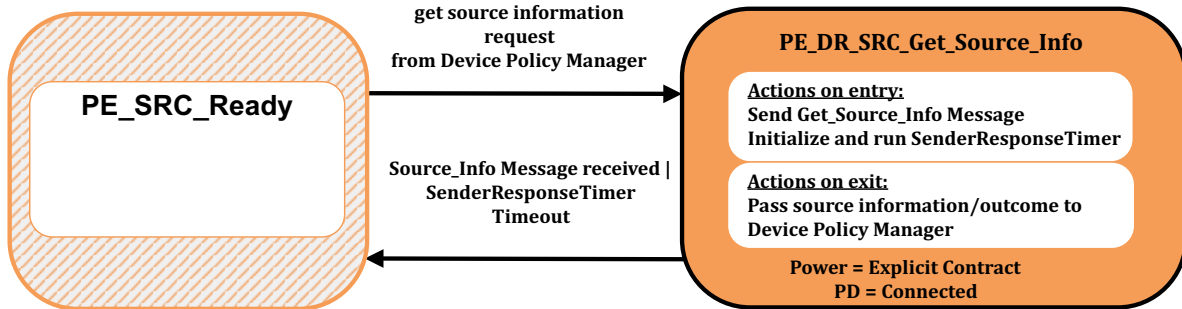 PE_SRC_Ready
get source information
request
from Device Policy Manager
Source_Info Message received |
SenderResponseTimer
Timeout
PE_DR_SRC_Get_Source_Info
Actions on entry:
Send Get_Source_Info Message
Initialize and run SenderResponseTimer
Actions on exit:
Pass source information/outcome to
Device Policy Manager
Power = Explicit Contract
PD = Connected